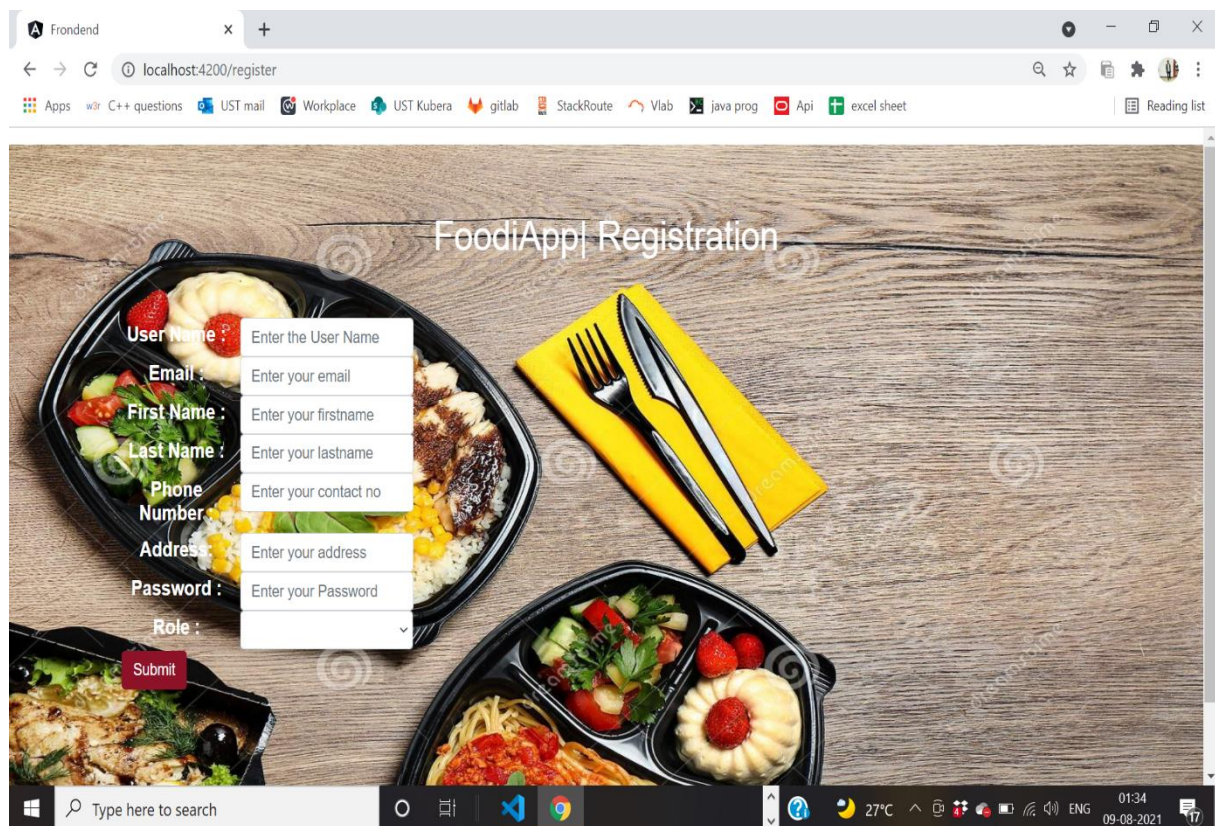 Frondend
localhost:4200/register
Apps w3r C++ questions UST mail Workplace UST Kubera gitlab StackRoute Vlab java prog Api excel sheet Reading list
FoodiApp| Registration
User Name : Enter the User Name
Email : Enter your email
First Name : Enter your firstname
Last Name : Enter your lastname
Phone Enter your contact no
Number :
Address: Enter your address
Password : Enter your Password
Role :
Submit
Type here to search 27°C ENG 01:34
09-08-2021 17